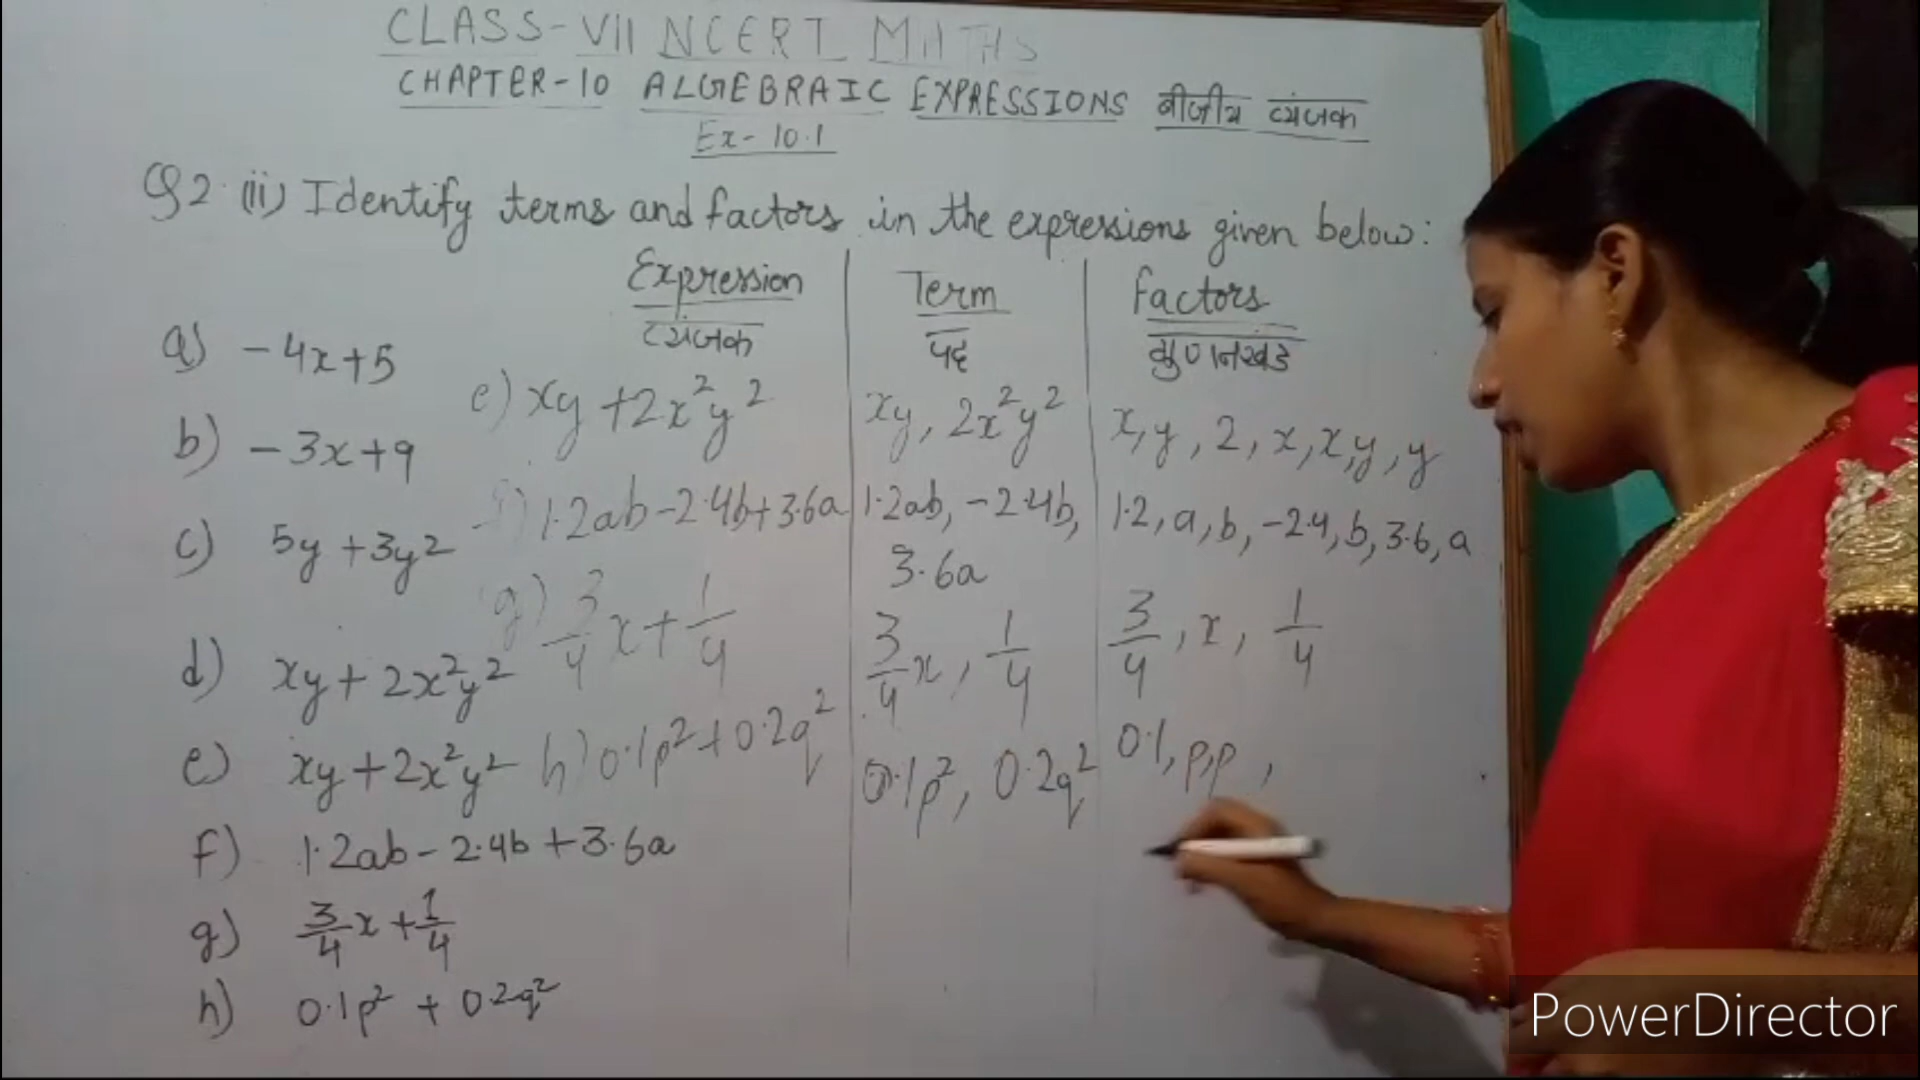 CLASS-VII NCERT MATHS
CHAPTER-10 ALGEBRAIC EXPRESSIONS बीजीय व्यंजक
Ex-10.1
Q2. (ii) Identify terms and factors in the expressions given below:
Expression Term Factors
व्यंजक पद गुणनखंड
a) -4x+5
b) -3x+9
c) 5y+3y²
d) xy+2x²y²
e) xy+2x²y²
f) 1.2ab-2.4b+3.6a
g) 3/4 x + 1/4
h) 0.1p² + 0.2q²
e) xy+2x²y² xy, 2x²y² x, y, 2, x, x, y, y
f) 1.2ab-2.4b+3.6a 1.2ab, -2.4b, 1.2, a, b, -2.4, b, 3.6, a
3.6a
g) 3/4 x + 1/4 3/4 x, 1/4 3/4, x, 1/4
h) 0.1p²+0.2q² 0.1p², 0.2q² 0.1, p, p,
PowerDirector